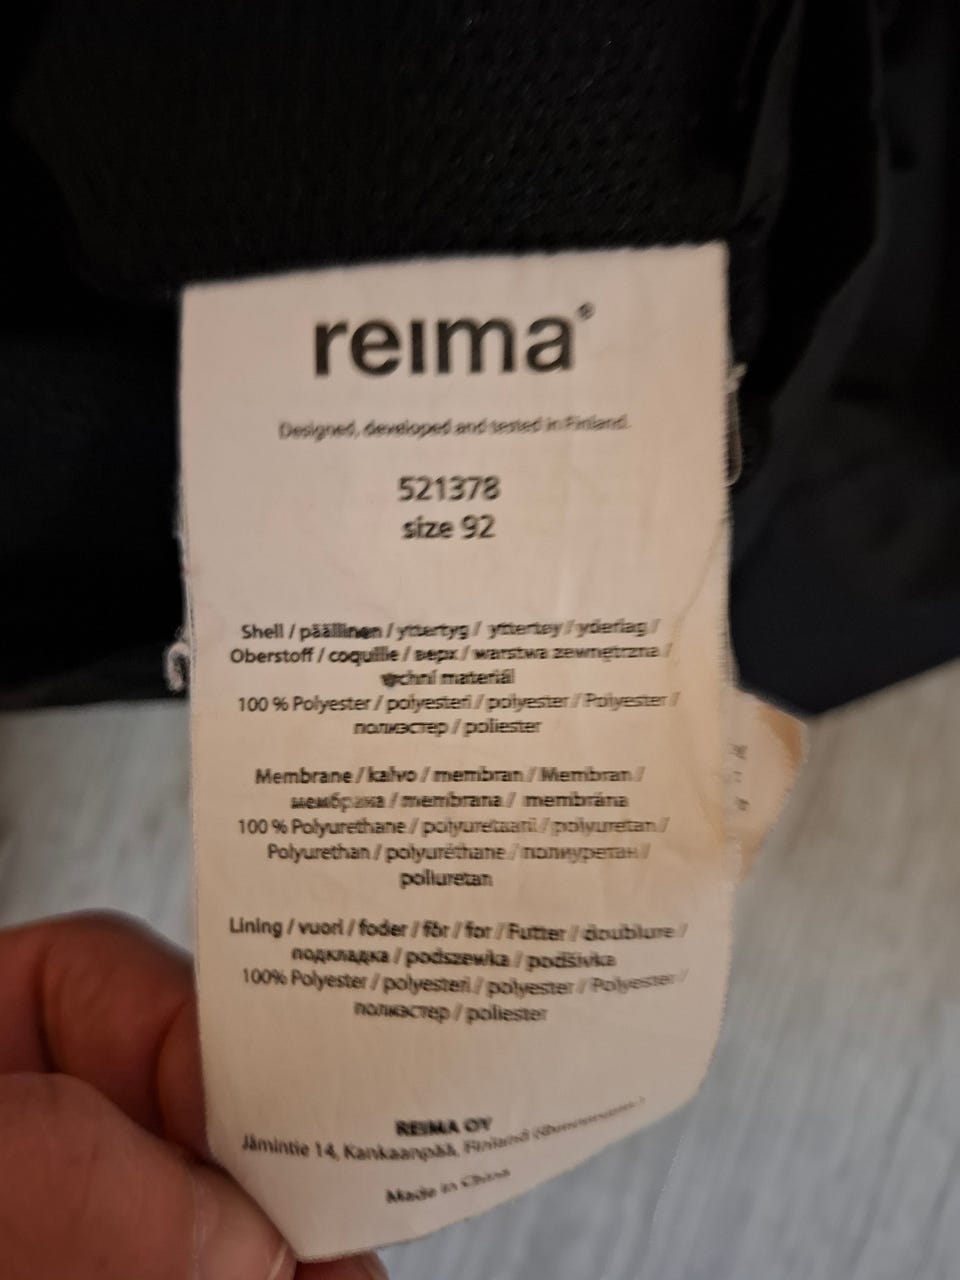 reima®
Designed, developed and tested in Finland.
521378
size 92
Shell / päällinen / yttertyg / yttertøy / yderlag /
Oberstoff / coquille / верх / warstwa zewnętrzna /
vrchní materiál
100 % Polyester / polyesteri / polyester / Polyester /
полиэстер / poliester
Membrane / kalvo / membran / Membran /
мембрана / membrana / membrána
100 % Polyurethane / polyuretaani / polyuretan /
Polyurethan / polyuréthane / полиуретан /
poliuretan
Lining / vuori / foder / fôr / for / Futter / doublure /
подкладка / podszewka / podšívka
100% Polyester / polyesteri / polyester / Polyester /
полиэстер / poliester
REIMA OY
Jämintie 14, Kankaanpää, Finland
Made in China